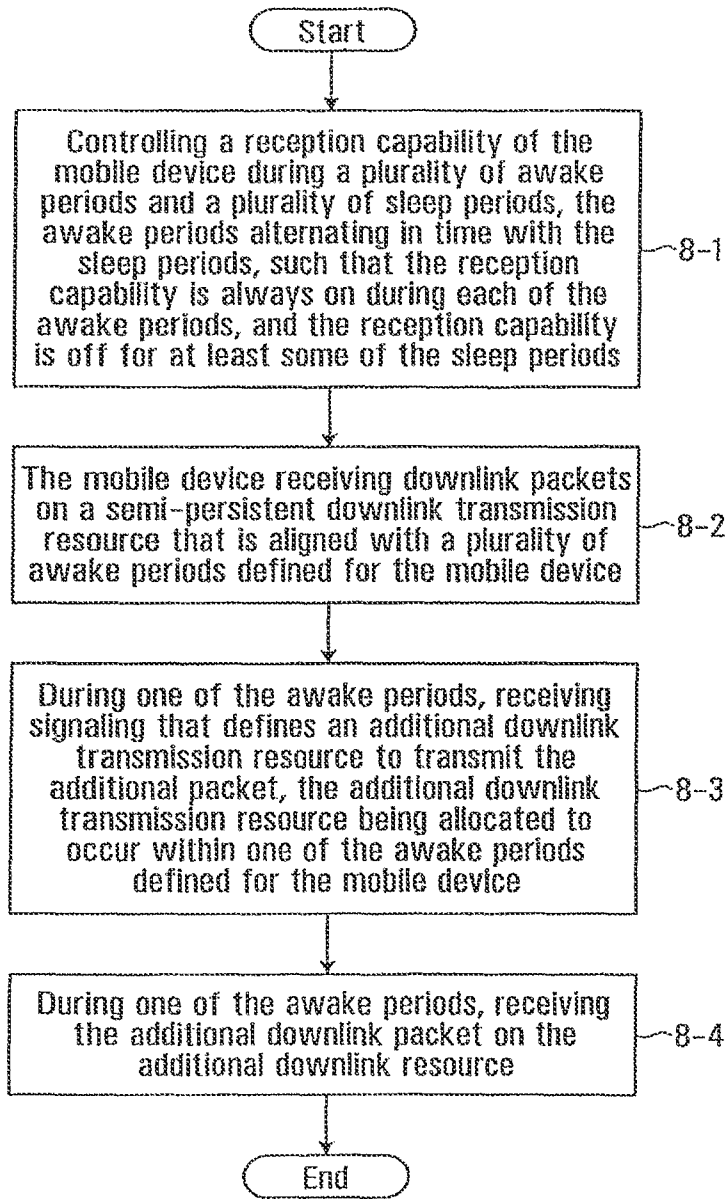 Start
Controlling a reception capability of the
mobile device during a plurality of awake
periods and a plurality of sleep periods, the
awake periods alternating in time with the
sleep periods, such that the reception
capability is always on during each of the
awake periods, and the reception capability
is off for at least some of the sleep periods
8-1
The mobile device receiving downlink packets
on a semi-persistent downlink transmission
resource that is aligned with a plurality of
awake periods defined for the mobile device
8-2
During one of the awake periods, receiving
signaling that defines an additional downlink
transmission resource to transmit the
additional packet, the additional downlink
transmission resource being allocated to
occur within one of the awake periods
defined for the mobile device
8-3
During one of the awake periods, receiving
the additional downlink packet on the
additional downlink resource
8-4
End